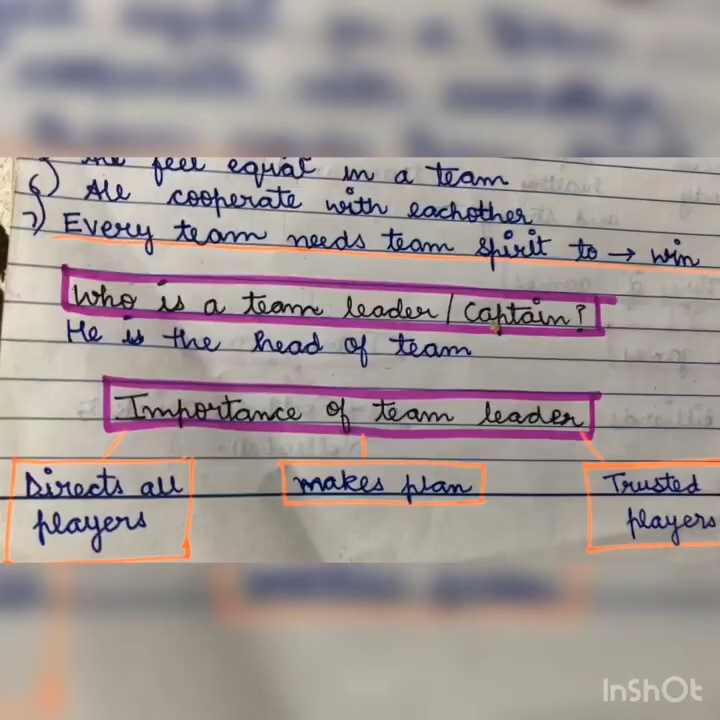 feel equal in a team
6) All cooperate with eachother
7) Every team needs team spirit to → win
Who is a team leader / Captain?
He is the head of team
Importance of team leader
Directs all
players
makes plan
Trusted
players
InShOt